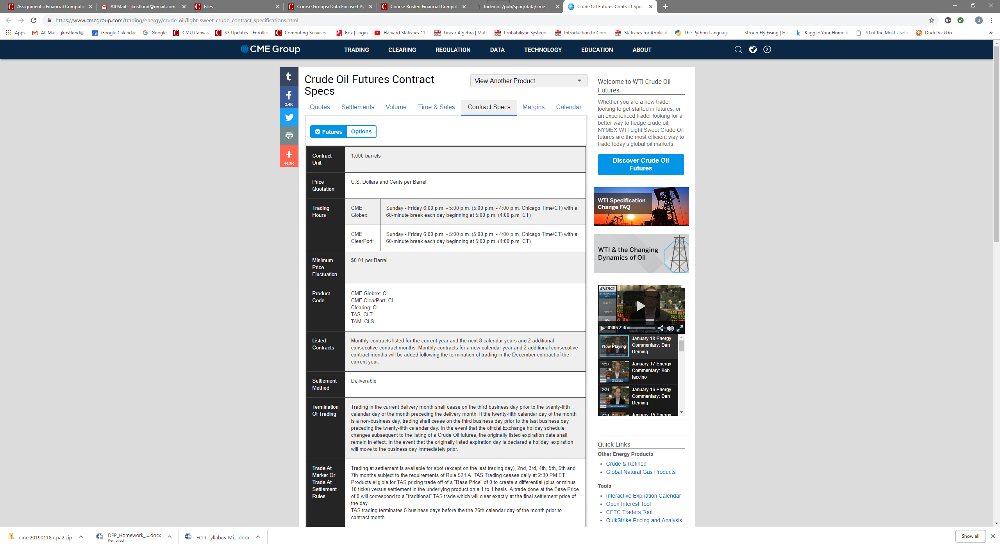 Assignments: Financial Computin
All Mail - jkostlund@gmail.com -
Files
Course Groups: Data Focused Py
Course Roster: Financial Computi
Index of /pub/span/data/cme
Crude Oil Futures Contract Specs
https://www.cmegroup.com/trading/energy/crude-oil/light-sweet-crude_contract_specifications.html
Apps
All Mail - jkostlund@
Google Calendar
Google
CMU Canvas
S3 Updates - Enrollm
Computing Services -
Box | Login
Harvard Statistics 110
Linear Algebra | Math
Probabilistic Systems
Introduction to Comp
Statistics for Applicat
The Python Language
Stroup Fly Fising | Ho
Kaggle: Your Home fo
70 of the Most Usefu
DuckDuckGo
CME Group
TRADING
CLEARING
REGULATION
DATA
TECHNOLOGY
EDUCATION
ABOUT
2.4K
44.8K
Crude Oil Futures Contract
Specs
View Another Product
Quotes
Settlements
Volume
Time & Sales
Contract Specs
Margins
Calendar
Futures
Options
Contract
Unit
1,000 barrels
Price
Quotation
U.S. Dollars and Cents per Barrel
Trading
Hours
CME
Globex:
Sunday - Friday 6:00 p.m. - 5:00 p.m. (5:00 p.m. - 4:00 p.m. Chicago Time/CT) with a
60-minute break each day beginning at 5:00 p.m. (4:00 p.m. CT)
CME
ClearPort:
Sunday - Friday 6:00 p.m. - 5:00 p.m. (5:00 p.m. - 4:00 p.m. Chicago Time/CT) with a
60-minute break each day beginning at 5:00 p.m. (4:00 p.m. CT)
Minimum
Price
Fluctuation
$0.01 per Barrel
Product
Code
CME Globex: CL
CME ClearPort: CL
Clearing: CL
TAS: CLT
TAM: CLS
Listed
Contracts
Monthly contracts listed for the current year and the next 8 calendar years and 2 additional
consecutive contract months. Monthly contracts for a new calendar year and 2 additional consecutive
contract months will be added following the termination of trading in the December contract of the
current year.
Settlement
Method
Deliverable
Termination
Of Trading
Trading in the current delivery month shall cease on the third business day prior to the twenty-fifth
calendar day of the month preceding the delivery month. If the twenty-fifth calendar day of the month
is a non-business day, trading shall cease on the third business day prior to the last business day
preceding the twenty-fifth calendar day. In the event that the official Exchange holiday schedule
changes subsequent to the listing of a Crude Oil futures, the originally listed expiration date shall
remain in effect. In the event that the originally listed expiration day is declared a holiday, expiration
will move to the business day immediately prior.
Trade At
Marker Or
Trade At
Settlement
Rules
Trading at settlement is available for spot (except on the last trading day), 2nd, 3rd, 4th, 5th, 6th and
7th months subject to the requirements of Rule 524.A. TAS Trading ceases daily at 2:30 PM ET.
Products eligible for TAS pricing trade off of a "Base Price" of 0 to create a differential (plus or minus
10 ticks) versus settlement in the underlying product on a 1 to 1 basis. A trade done at the Base Price
of 0 will correspond to a "traditional" TAS trade which will clear exactly at the final settlement price of
the day.
TAS trading terminates 5 business days before the the 26th calendar day of the month prior to
contract month.
Welcome to WTI Crude Oil
Futures
Whether you are a new trader
looking to get started in futures, or
an experienced trader looking for a
better way to hedge crude oil,
NYMEX WTI Light Sweet Crude Oil
futures are the most efficient way to
trade today's global oil markets.
Discover Crude Oil
Futures
WTI Specification
Change FAQ
WTI & the Changing
Dynamics of Oil
ENERGY
WTI CRUDE OIL
(CL)
RALLY
OPEC
IEA
0:00/2:35
expects energy
rebalance gradually in 2019
Now Playing
January 18 Energy
Commentary: Dan
Deming
1:57
January 17 Energy
Commentary: Bob
Iaccino
2:31
January 16 Energy
Commentary: Dan
Deming
2:51
January 15 Energy
Quick Links
Other Energy Products
Crude & Refined
Global Natural Gas Products
Tools
Interactive Expiration Calendar
Open Interest Tool
CFTC Traders Tool
QuikStrike Pricing and Analysis
cme.20190118.c.pa2.zip
DFP_Homework_....docx
Removed
FCIII_syllabus_Mi....docx
Show all